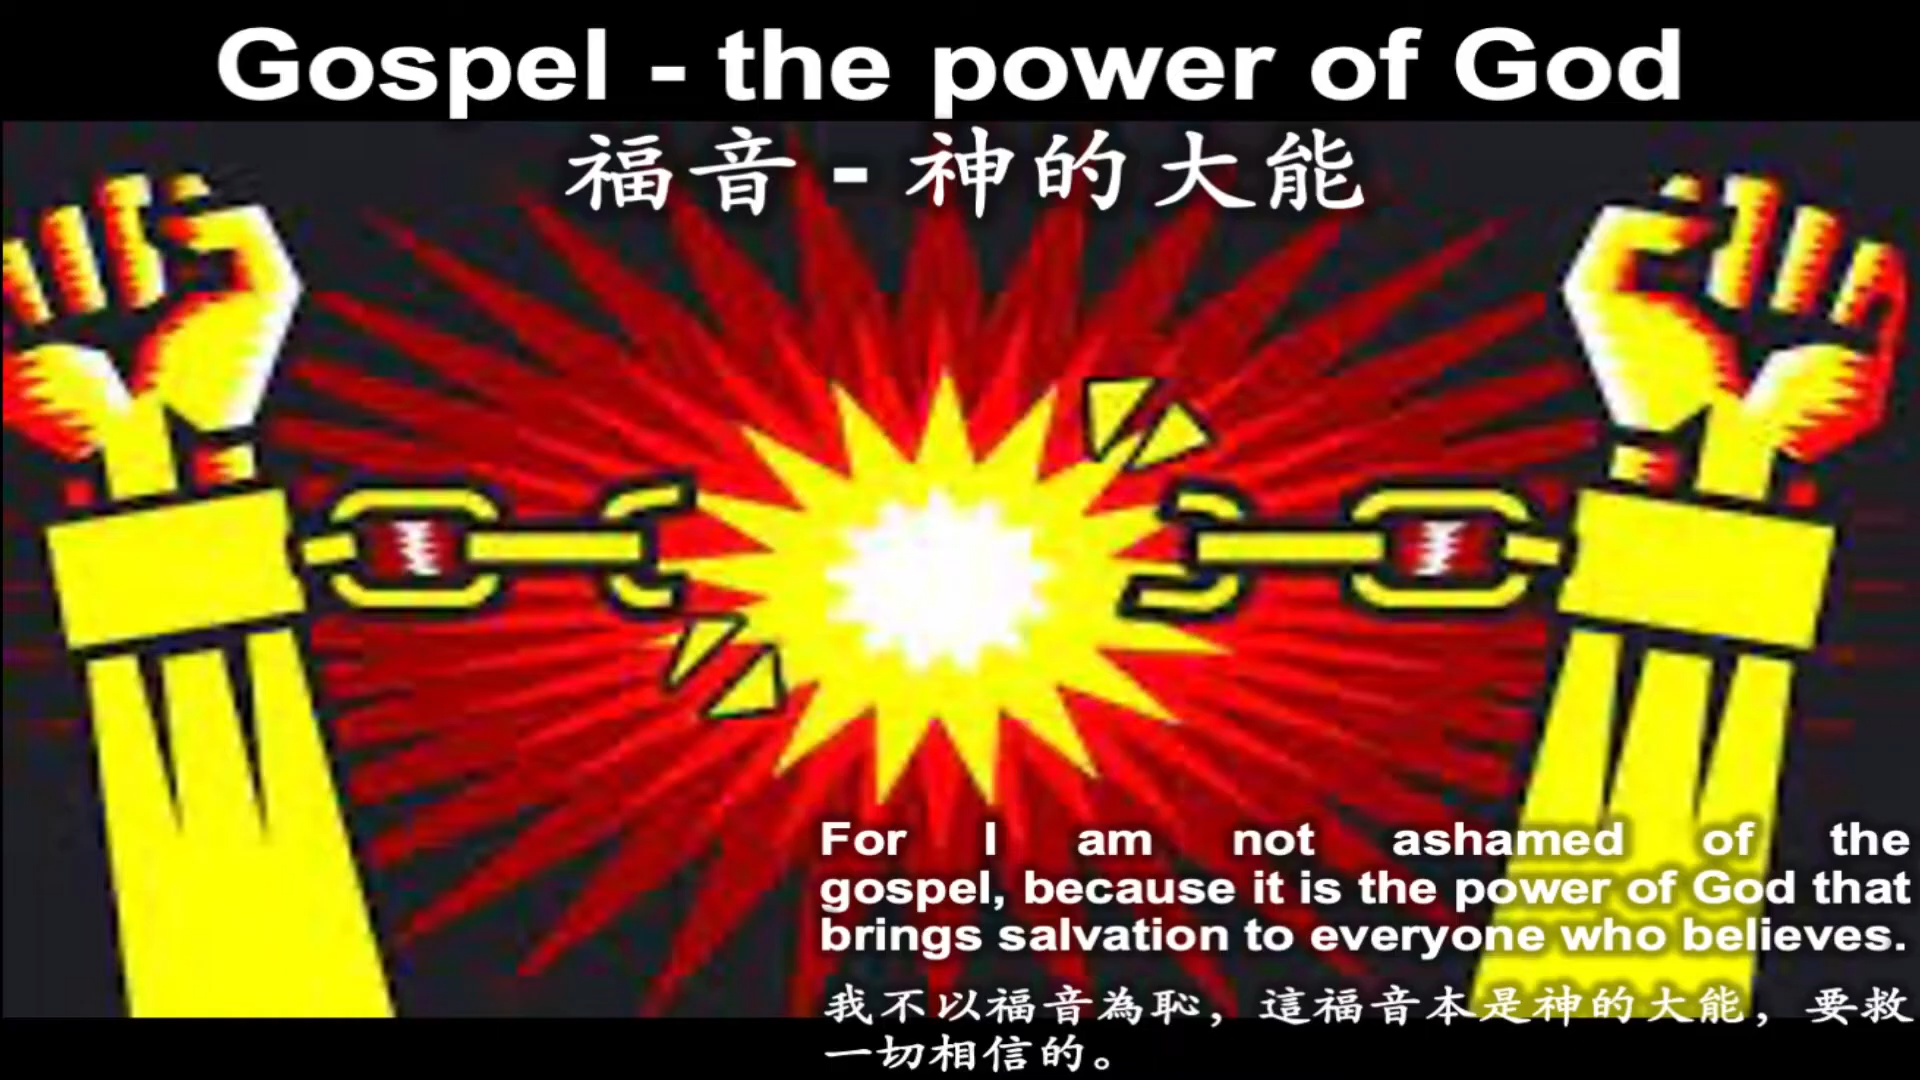 Gospel - the power of God
福音 - 神的大能
For I am not ashamed of the
gospel, because it is the power of God that
brings salvation to everyone who believes.
我不以福音為恥，這福音本是神的大能，要救
一切相信的。